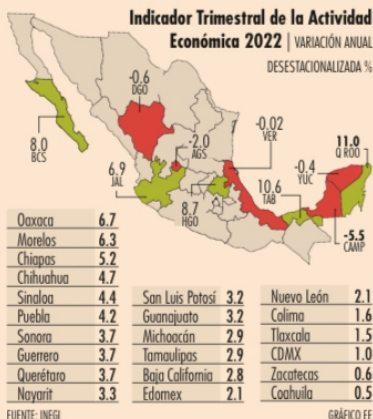 Indicador Trimestral de la Actividad
Económica 2022 | VARIACIÓN ANUAL
DESESTACIONALIZADA %
-0.6
DGO
-0.02
VER
8.0
BCS
-2.0
AGS
11.0
Q ROO
6.9
JAL
-0.4
YUC
10.6
TAB
8.7
HGO
-5.5
CAMP
Oaxaca 6.7
Morelos 6.3
Chiapas 5.2
Chihuahua 4.7
Sinaloa 4.4
Puebla 4.2
Sonora 3.7
Guerrero 3.7
Querétaro 3.7
Nayarit 3.3
San Luis Potosí 3.2
Guanajuato 3.2
Michoacán 2.9
Tamaulipas 2.9
Baja California 2.8
Edomex 2.1
Nuevo León 2.1
Colima 1.6
Tlaxcala 1.5
CDMX 1.0
Zacatecas 0.6
Coahuila 0.5
FUENTE: INEGI
GRÁFICO EE